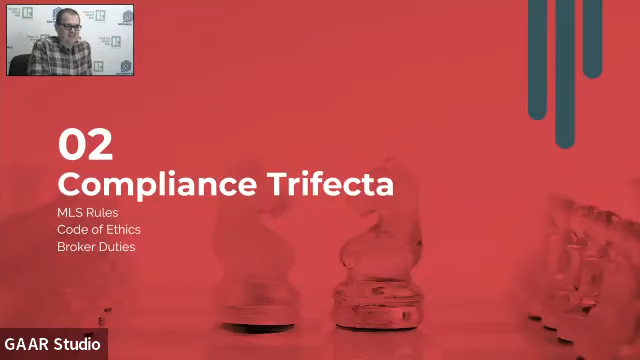 02
Compliance Trifecta
MLS Rules
Code of Ethics
Broker Duties
GAAR Studio